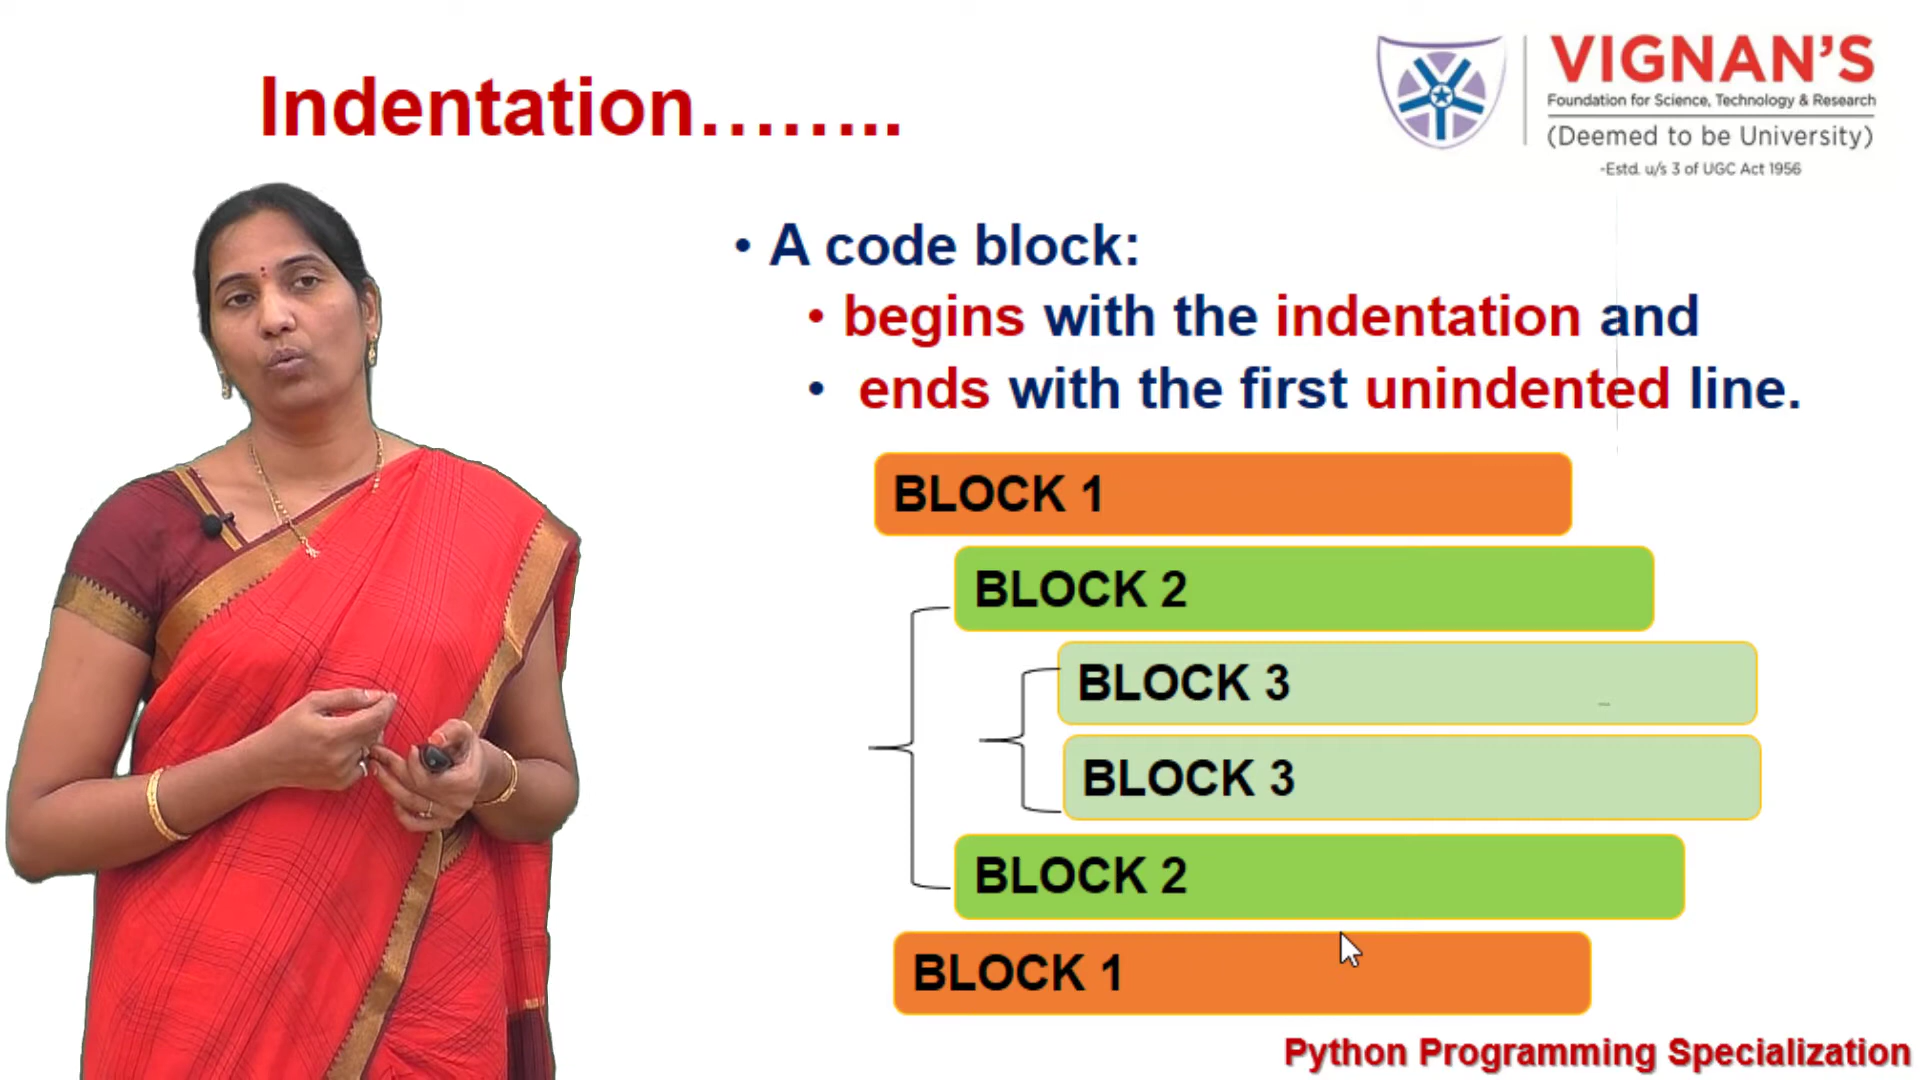 Indentation……..
VIGNAN'S
Foundation for Science, Technology & Research
(Deemed to be University)
-Estd. u/s 3 of UGC Act 1956
• A code block:
• begins with the indentation and
• ends with the first unindented line.
BLOCK 1
BLOCK 2
BLOCK 3
BLOCK 3
BLOCK 2
BLOCK 1
Python Programming Specialization